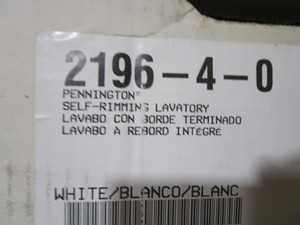 2196-4-0
PENNINGTON®
SELF-RIMMING LAVATORY
LAVABO CON BORDE TERMINADO
LAVABO À REBORD INTÉGRÉ
WHITE/BLANCO/BLANC